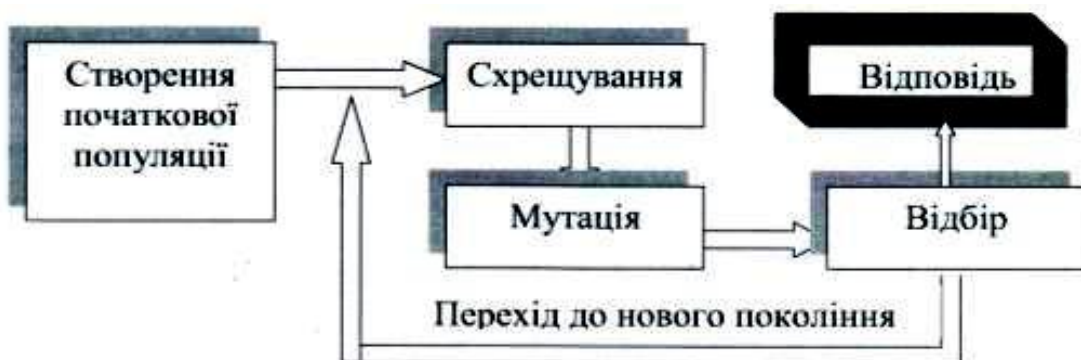 Створення
початкової
популяції
Схрещування
Відповідь
Мутація
Відбір
Перехід до нового покоління